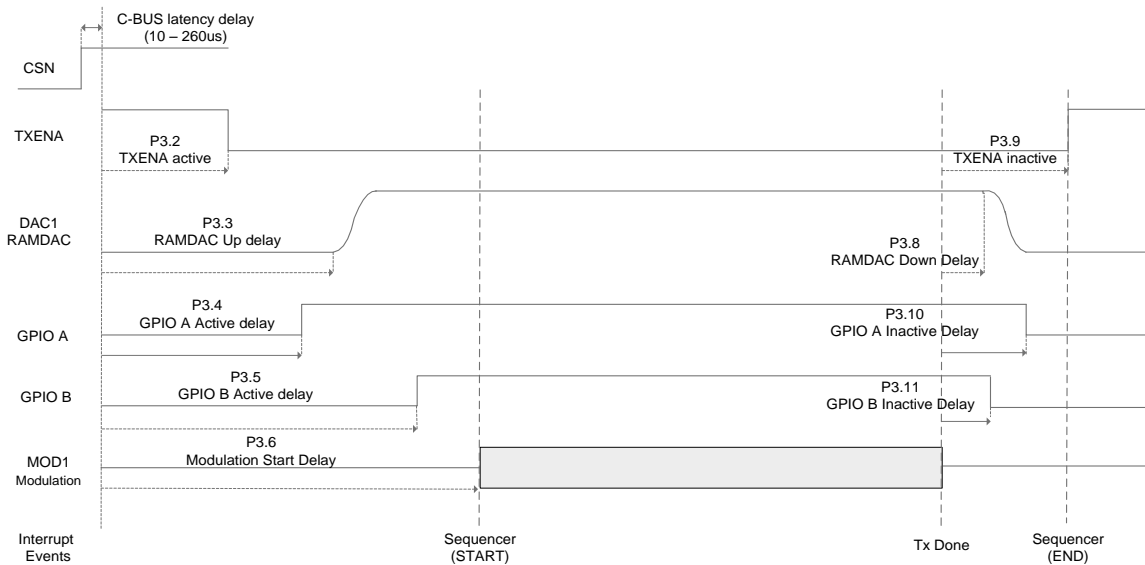 C-BUS latency delay
(10 – 260us)
CSN
TXENA
P3.2
TXENA active
P3.9
TXENA inactive
DAC1
RAMDAC
P3.3
RAMDAC Up delay
P3.8
RAMDAC Down Delay
GPIO A
P3.4
GPIO A Active delay
P3.10
GPIO A Inactive Delay
GPIO B
P3.5
GPIO B Active delay
P3.11
GPIO B Inactive Delay
MOD1
Modulation
P3.6
Modulation Start Delay
Interrupt
Events
Sequencer
(START)
Tx Done
Sequencer
(END)